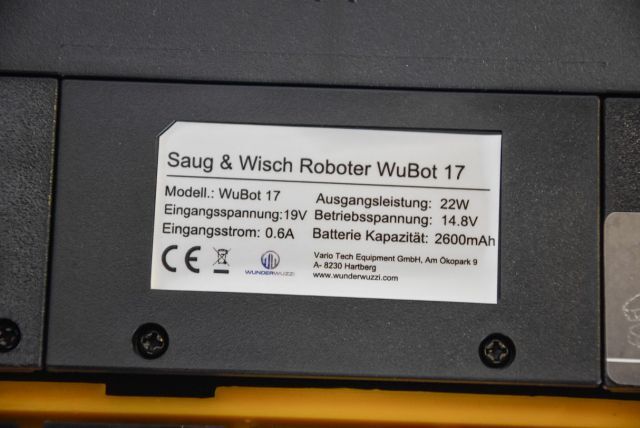 Saug & Wisch Roboter WuBot 17
Modell.: WuBot 17
Eingangsspannung:19V
Eingangsstrom: 0.6A
Ausgangsleistung: 22W
Betriebsspannung: 14.8V
Batterie Kapazität: 2600mAh
CE
WUNDERWUZZI
Vario Tech Equipment GmbH, Am Ökopark 9
A- 8230 Hartberg
www.wunderwuzzi.com